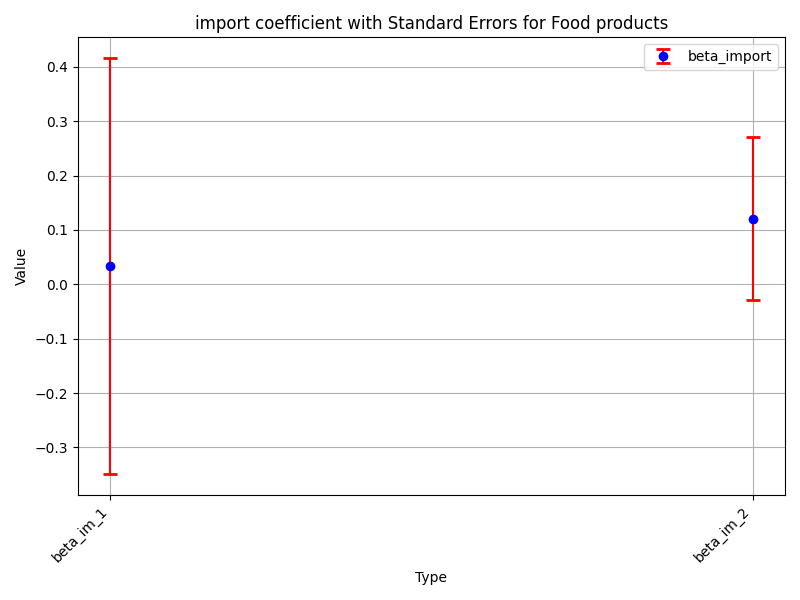 import coefficient with Standard Errors for Food products
beta_import
0.4
0.3
0.2
0.1
0.0
−0.1
−0.2
−0.3
Value
beta_im_1
beta_im_2
Type